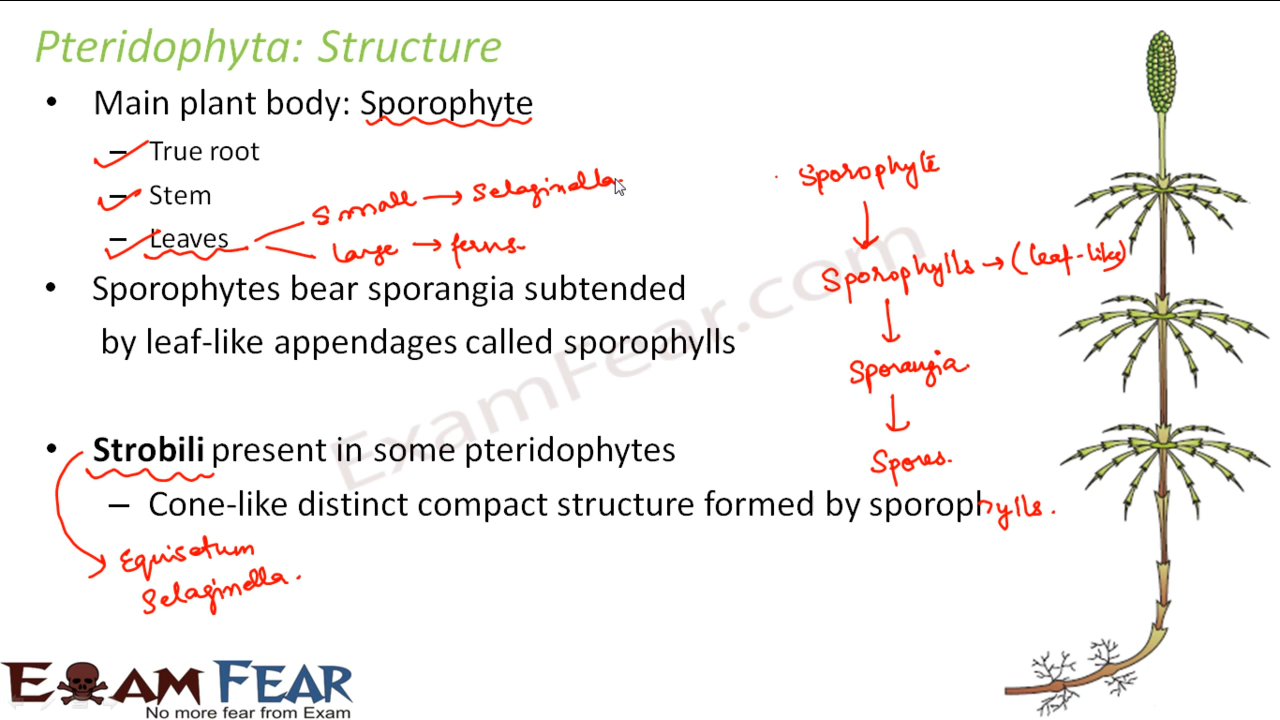 Pteridophyta: Structure
• Main plant body: Sporophyte
– True root
– Stem
– Leaves
Small → Selaginella
Large → ferns.
• Sporophytes bear sporangia subtended
by leaf-like appendages called sporophylls
• Strobili present in some pteridophytes
– Cone-like distinct compact structure formed by sporophylls.
Equisetum
Selaginella.
Sporophyte
↓
Sporophylls → (leaf-like)
↓
Sporangia
↓
Spores.
ExamFear.com
EXAM FEAR
No more fear from Exam